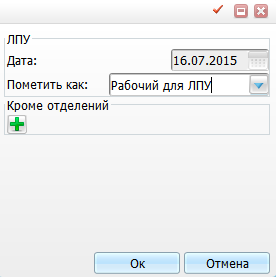 ЛПУ
Дата: 16.07.2015
Пометить как: Рабочий для ЛПУ
Кроме отделений
Ок Отмена